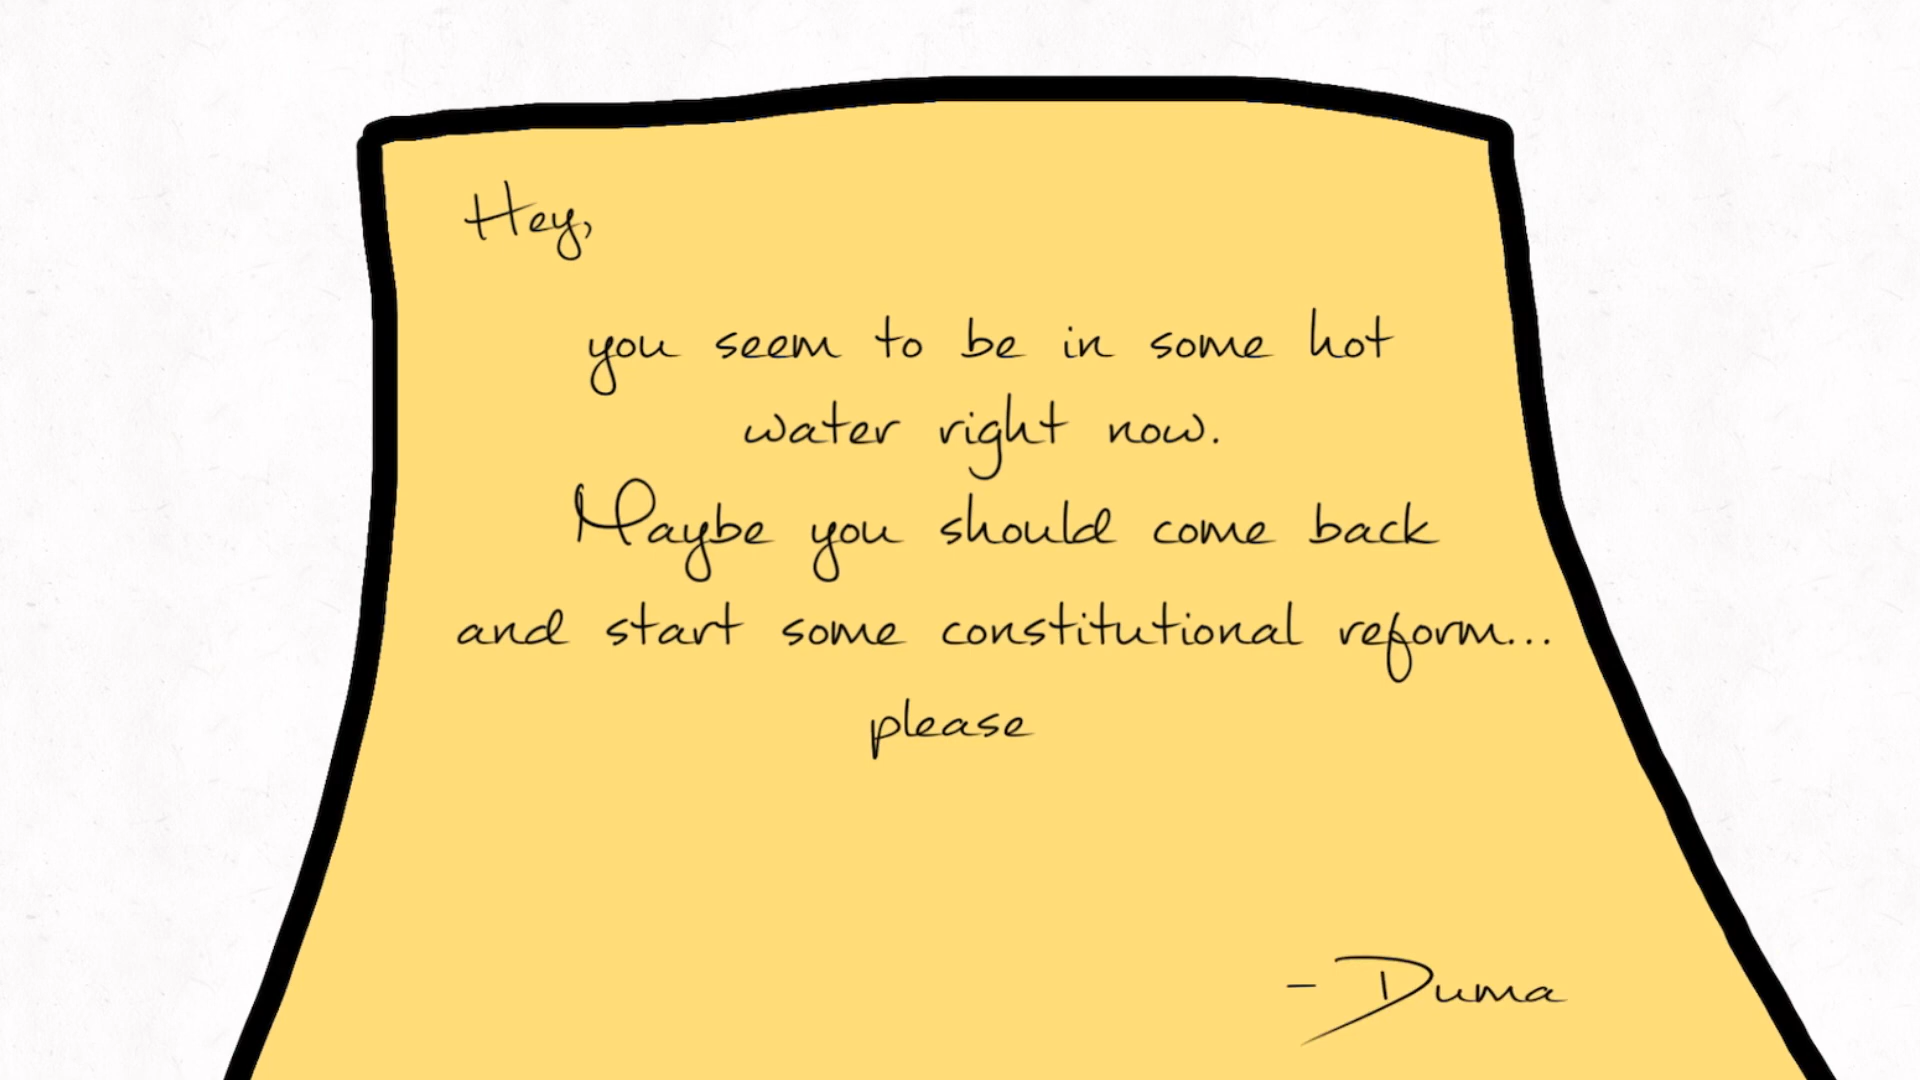 Hey,
you seem to be in some hot
water right now.
Maybe you should come back
and start some constitutional reform...
please
- Duma